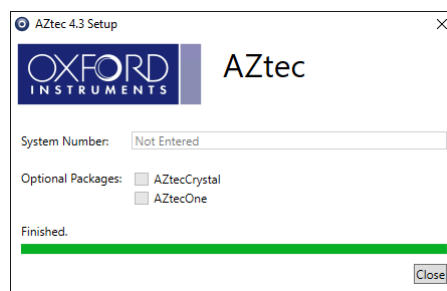 AZtec 4.3 Setup
OXFORD
INSTRUMENTS
AZtec
System Number: Not Entered
Optional Packages: AZtecCrystal
AZtecOne
Finished.
Close